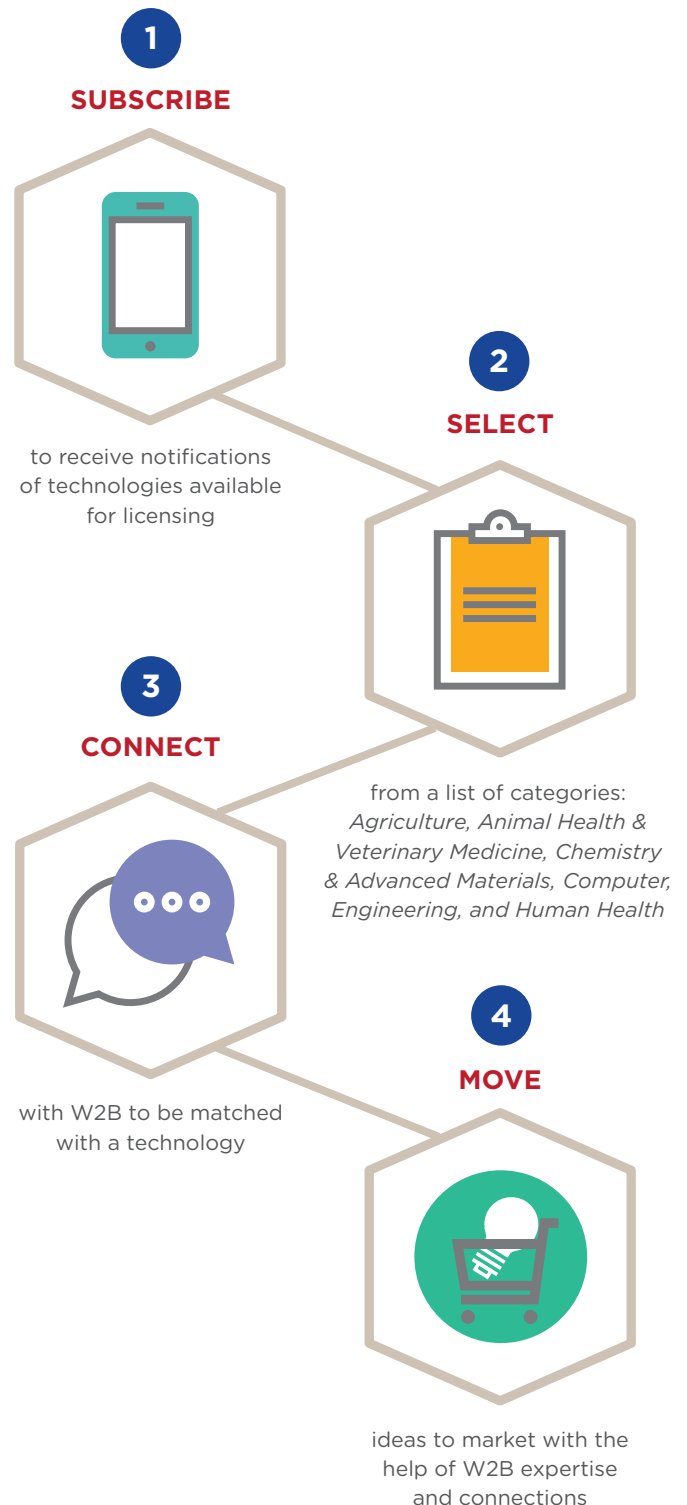 1
SUBSCRIBE
to receive notifications
of technologies available
for licensing
2
SELECT
from a list of categories:
Agriculture, Animal Health &
Veterinary Medicine, Chemistry
& Advanced Materials, Computer,
Engineering, and Human Health
3
CONNECT
with W2B to be matched
with a technology
4
MOVE
ideas to market with the
help of W2B expertise
and connections